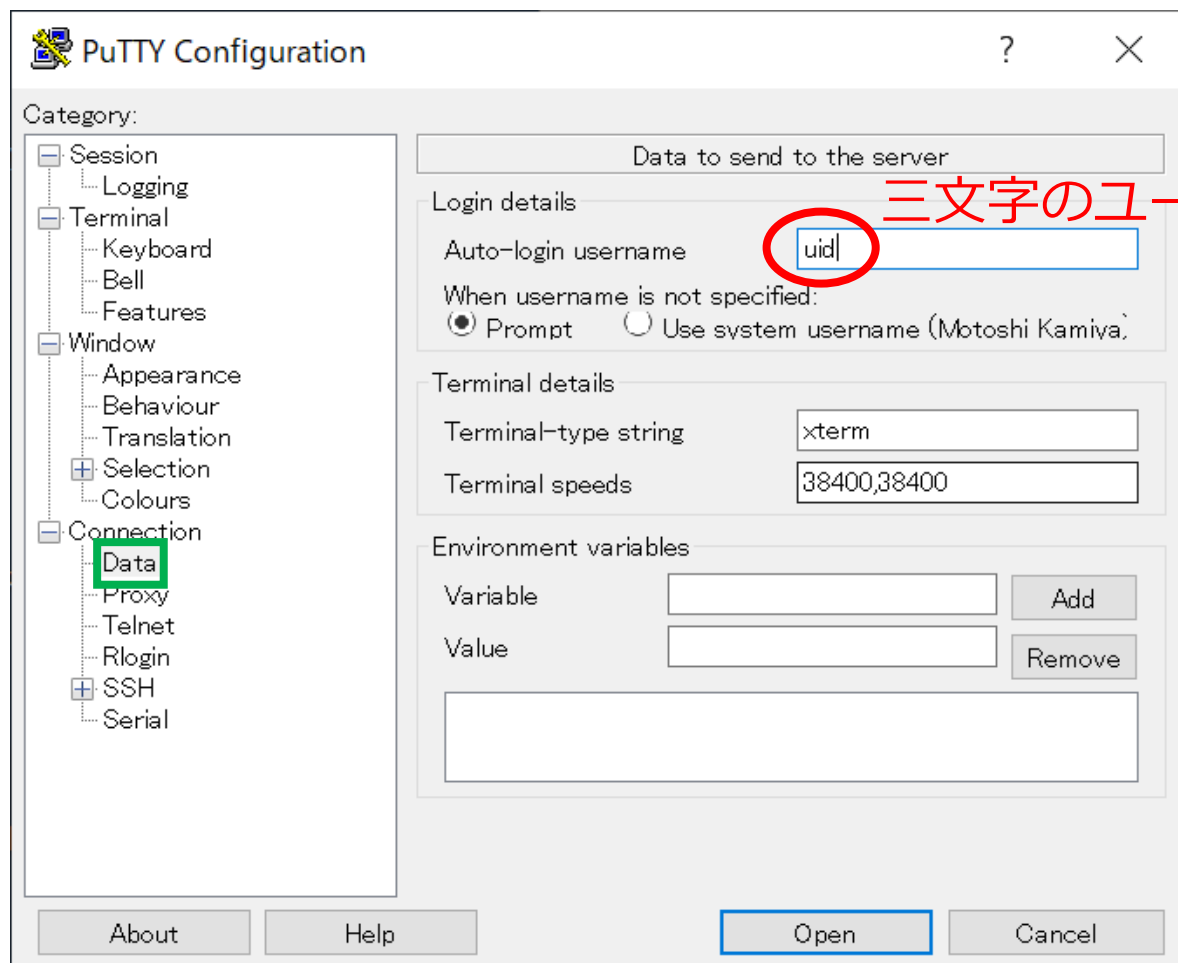 PuTTY Configuration
Category:
Session
Logging
Terminal
Keyboard
Bell
Features
Window
Appearance
Behaviour
Translation
Selection
Colours
Connection
Data
Proxy
Telnet
Rlogin
SSH
Serial
Data to send to the server
Login details
三文字のユー
Auto-login username
uid
When username is not specified:
Prompt
Use system username (Motoshi Kamiya)
Terminal details
Terminal-type string
xterm
Terminal speeds
38400,38400
Environment variables
Variable
Add
Value
Remove
About
Help
Open
Cancel